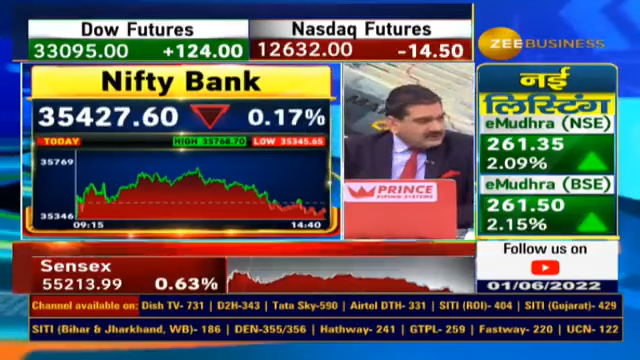 Dow Futures
33095.00 +124.00
Nasdaq Futures
12632.00 -14.50
ZEE BUSINESS
Nifty Bank
35427.60 0.17%
TODAY HIGH 35768.70 LOW 35345.65
35769
35346
09:15 14:40
PRINCE
PIPING SYSTEMS
नई
लिस्टिंग
eMudhra (NSE)
261.35
2.09%
eMudhra (BSE)
261.50
2.15%
Follow us on
01/06/2022
Sensex
55213.99 0.63%
Channel available on: Dish TV- 731 | D2H-343 | Tata Sky-590 | Airtel DTH- 331 | SITI (ROI)- 404 | SITI (Gujarat)- 429
SITI (Bihar & Jharkhand, WB)- 186 | DEN-355/356 | Hathway- 241 | GTPL- 259 | Fastway- 220 | UCN- 122